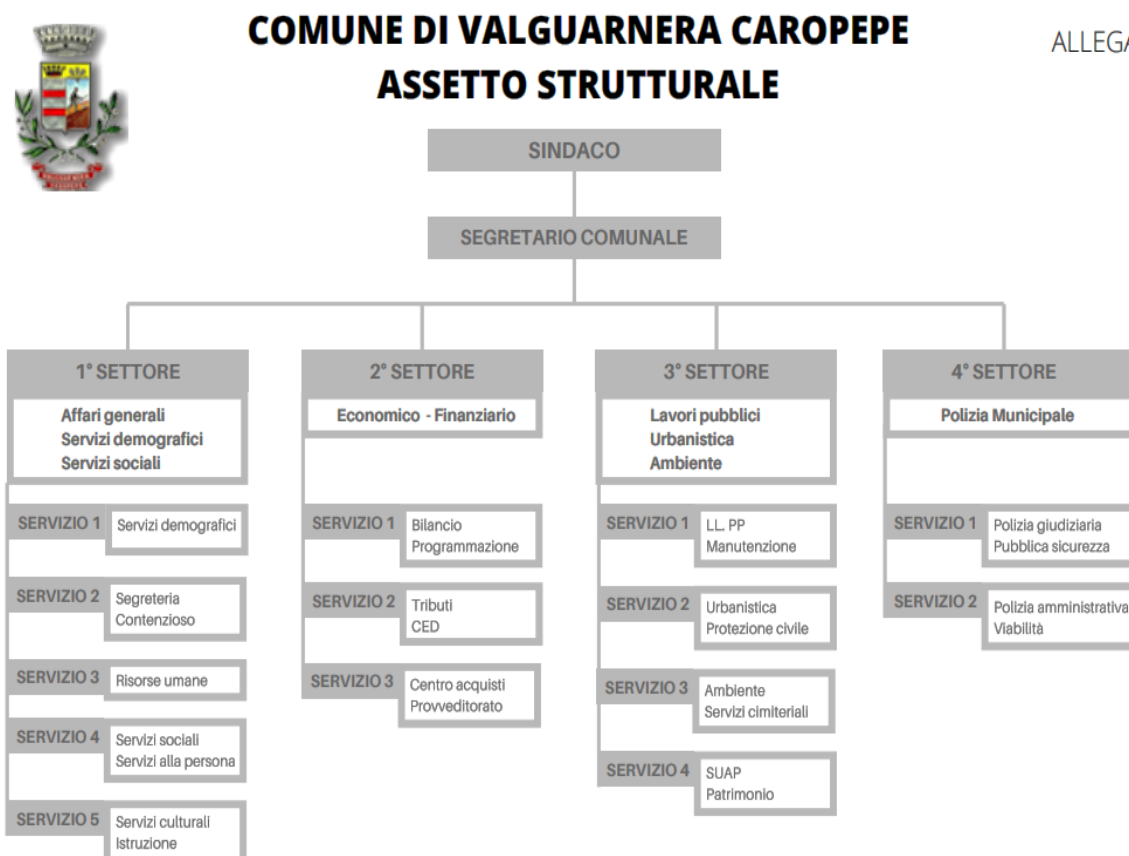 COMUNE DI VALGUARNERA CAROPEPE
ASSETTO STRUTTURALE
ALLEGA
SINDACO
SEGRETARIO COMUNALE
1° SETTORE
Affari generali
Servizi demografici
Servizi sociali
SERVIZIO 1
Servizi demografici
SERVIZIO 2
Segreteria
Contenzioso
SERVIZIO 3
Risorse umane
SERVIZIO 4
Servizi sociali
Servizi alla persona
SERVIZIO 5
Servizi culturali
Istruzione
2° SETTORE
Economico - Finanziario
SERVIZIO 1
Bilancio
Programmazione
SERVIZIO 2
Tributi
CED
SERVIZIO 3
Centro acquisti
Provveditorato
3° SETTORE
Lavori pubblici
Urbanistica
Ambiente
SERVIZIO 1
LL. PP
Manutenzione
SERVIZIO 2
Urbanistica
Protezione civile
SERVIZIO 3
Ambiente
Servizi cimiteriali
SERVIZIO 4
SUAP
Patrimonio
4° SETTORE
Polizia Municipale
SERVIZIO 1
Polizia giudiziaria
Pubblica sicurezza
SERVIZIO 2
Polizia amministrativa
Viabilità